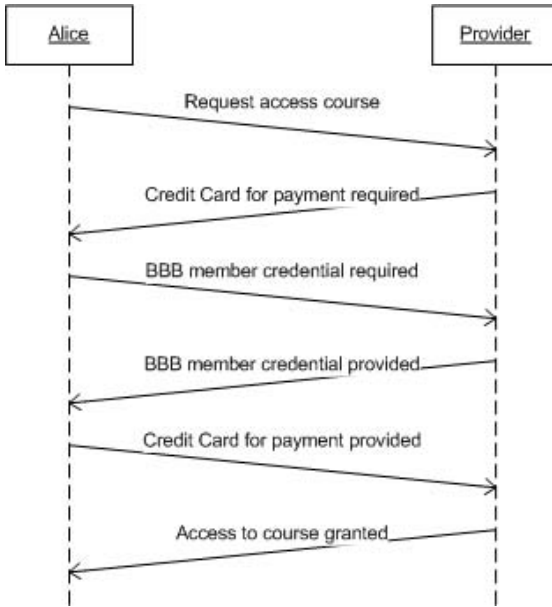 Alice
Provider
Request access course
Credit Card for payment required
BBB member credential required
BBB member credential provided
Credit Card for payment provided
Access to course granted